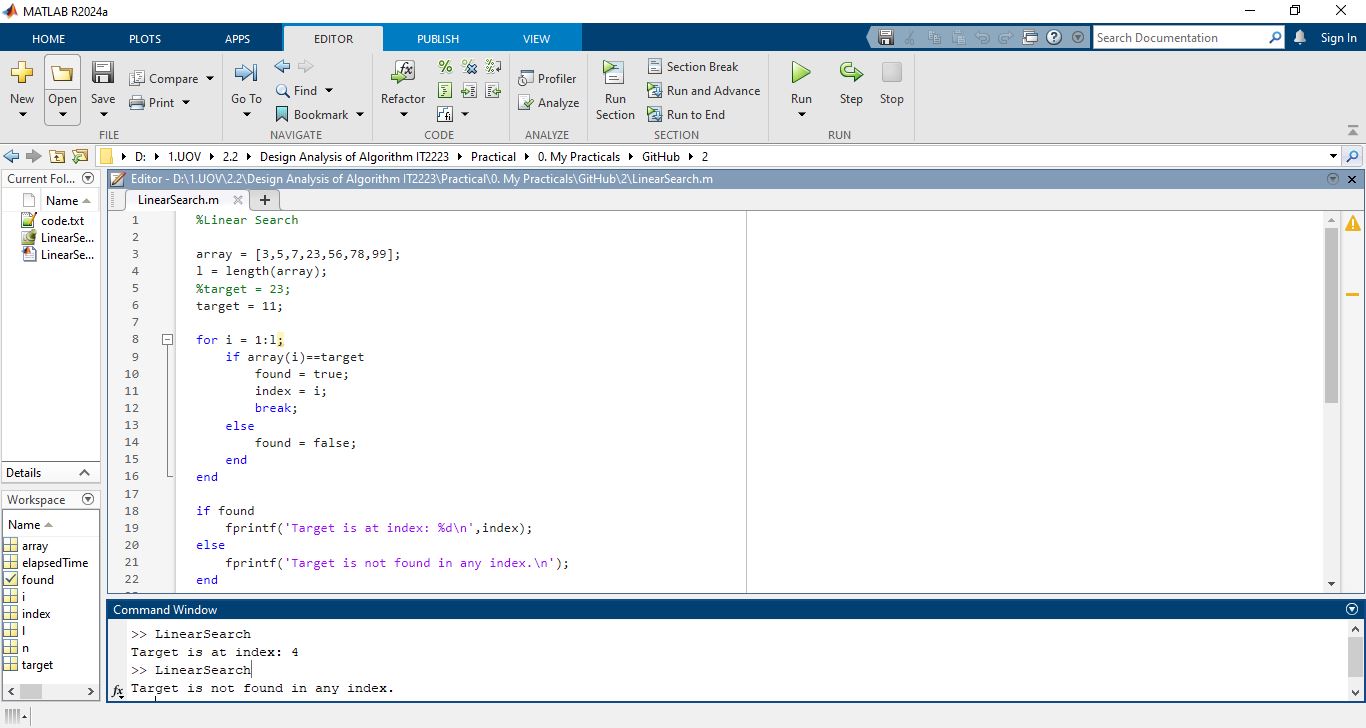 MATLAB R2024a
HOME PLOTS APPS EDITOR PUBLISH VIEW Search Documentation Sign In
New Open Save Compare Print
FILE
Go To Find Bookmark
NAVIGATE
Refactor
CODE
Profiler
Analyze
ANALYZE
Run Section Section Break
Run and Advance
Run to End
SECTION
Run Step Stop
RUN
D: 1.UOV 2.2 Design Analysis of Algorithm IT2223 Practical 0. My Practicals GitHub 2
Current Fol...
Name
code.txt
LinearSe...
LinearSe...
Details
Workspace
Name
array
elapsedTime
found
i
index
l
n
target
Editor - D:\1.UOV\2.2\Design Analysis of Algorithm IT2223\Practical\0. My Practicals\GitHub\2\LinearSearch.m
LinearSearch.m
1 %Linear Search
2
3 array = [3,5,7,23,56,78,99];
4 l = length(array);
5 %target = 23;
6 target = 11;
7
8 for i = 1:l;
9 if array(i)==target
10 found = true;
11 index = i;
12 break;
13 else
14 found = false;
15 end
16 end
17
18 if found
19 fprintf('Target is at index: %d\n',index);
20 else
21 fprintf('Target is not found in any index.\n');
22 end
Command Window
>> LinearSearch
Target is at index: 4
>> LinearSearch
fx Target is not found in any index.